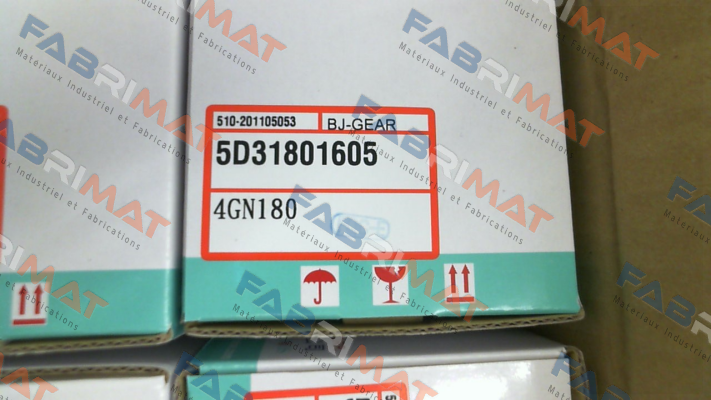 510-201105053 BJ-GEAR
5D31801605
4GN180
FABRIMAT
Materiaux Industriel et Fabrications